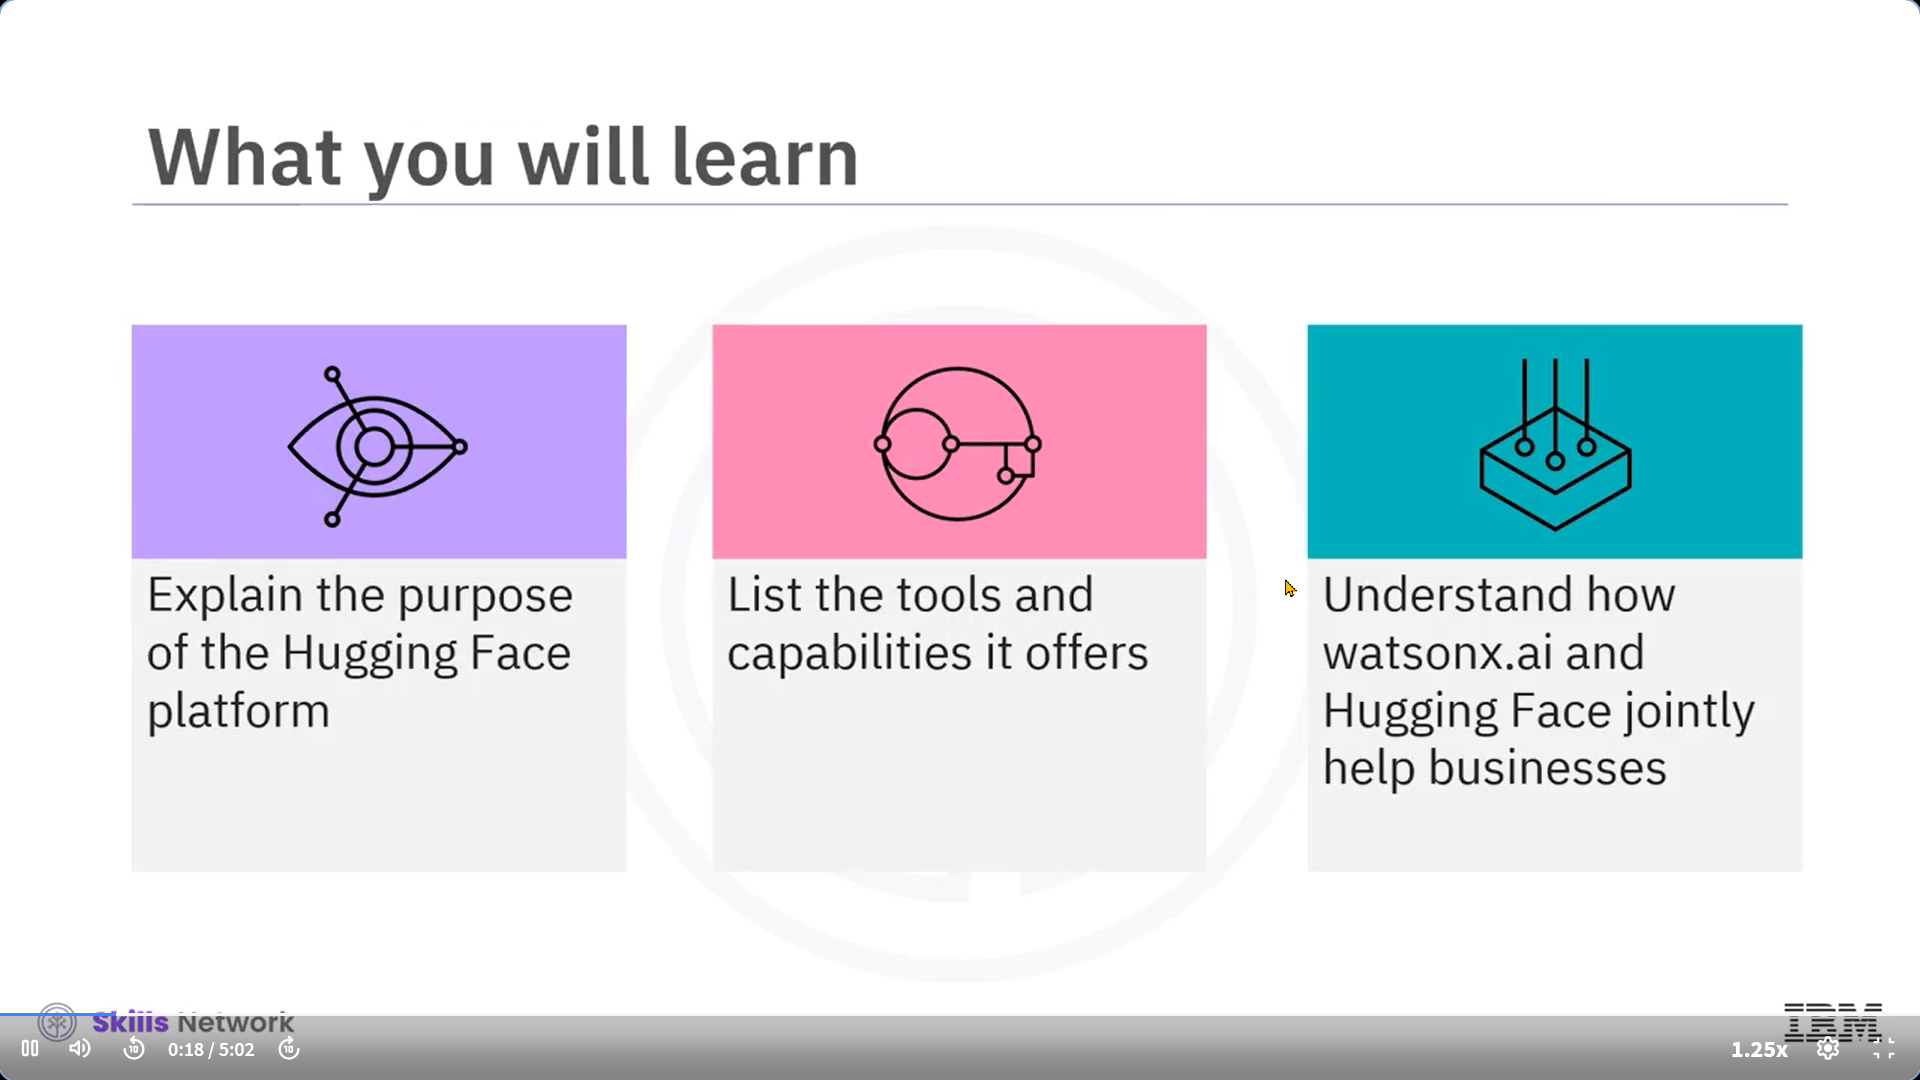 What you will learn
Explain the purpose
of the Hugging Face
platform
List the tools and
capabilities it offers
Understand how
watsonx.ai and
Hugging Face jointly
help businesses
Skills Network
IBM
10
0:18 / 5:02
10
1.25x